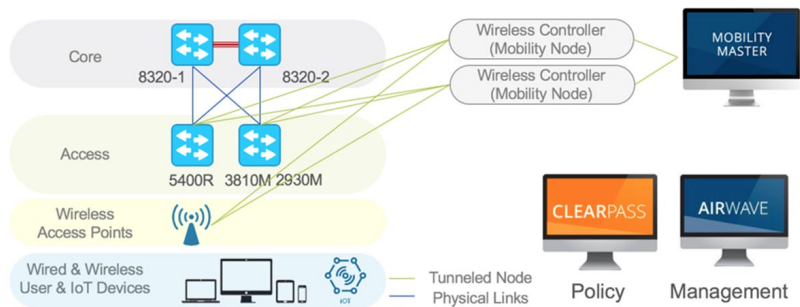 Core
8320-1
8320-2
Wireless Controller
(Mobility Node)
Wireless Controller
(Mobility Node)
MOBILITY
MASTER
Access
5400R
3810M 2930M
Wireless
Access Points
CLEARPASS
AIRWAVE
Wired & Wireless
User & IoT Devices
IOT
Tunneled Node
Physical Links
Policy
Management